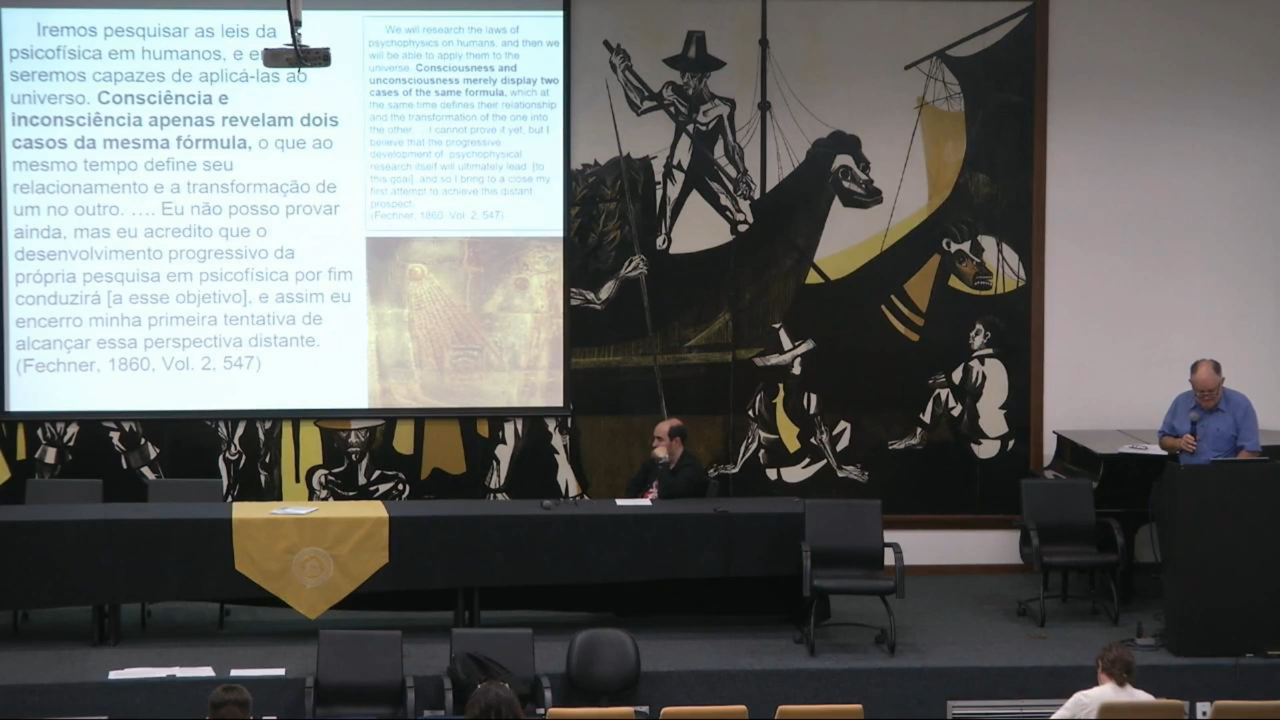 Iremos pesquisar as leis da
psicofísica em humanos, e
seremos capazes de aplicá-las ao
universo. Consciência e
inconsciência apenas revelam dois
casos da mesma fórmula, o que ao
mesmo tempo define seu
relacionamento e a transformação de
um no outro. .... Eu não posso provar
ainda, mas eu acredito que o
desenvolvimento progressivo da
própria pesquisa em psicofísica por fim
conduzirá [a esse objetivo], e assim eu
encerro minha primeira tentativa de
alcançar essa perspectiva distante.
(Fechner, 1860, Vol. 2, 547)
We will research the laws of
psychophysics on humans, and then we
will be able to apply them to the
universe. Consciousness and
unconsciousness merely display two
cases of the same formula, which at
the same time defines their relationship
and the transformation of the one into
the other. ... I cannot prove it yet, but I
believe that the progressive
development of psychophysical
research itself will ultimately lead [to
this goal], and so I bring to a close my
first attempt to achieve this distant
prospect.
(Fechner, 1860, Vol. 2, 547)